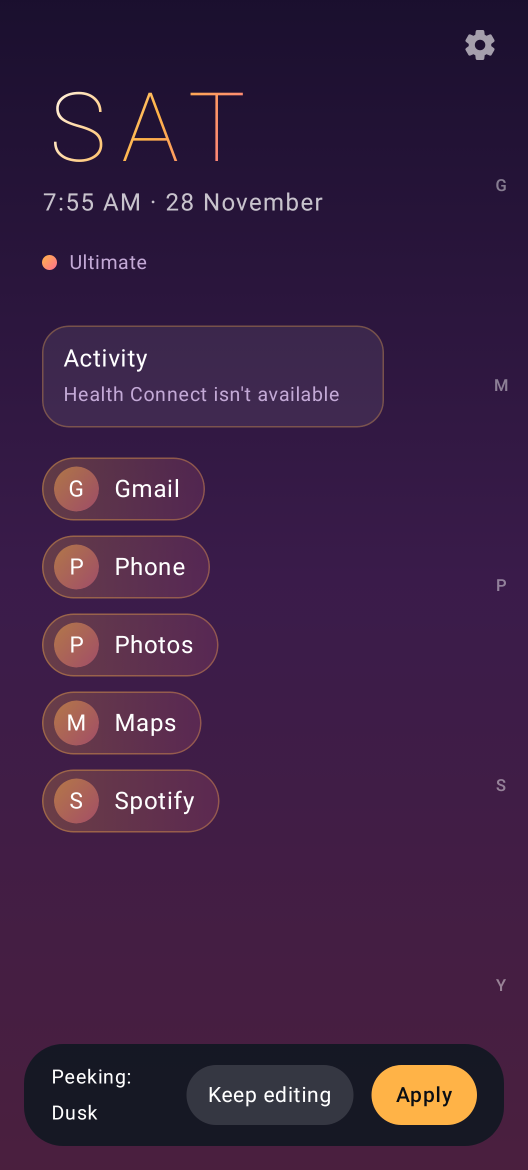 SAT
7:55 AM · 28 November
G
Ultimate
Activity
Health Connect isn't available
M
G Gmail
P Phone
P
P Photos
M Maps
S
S Spotify
Y
Peeking:
Dusk
Keep editing
Apply